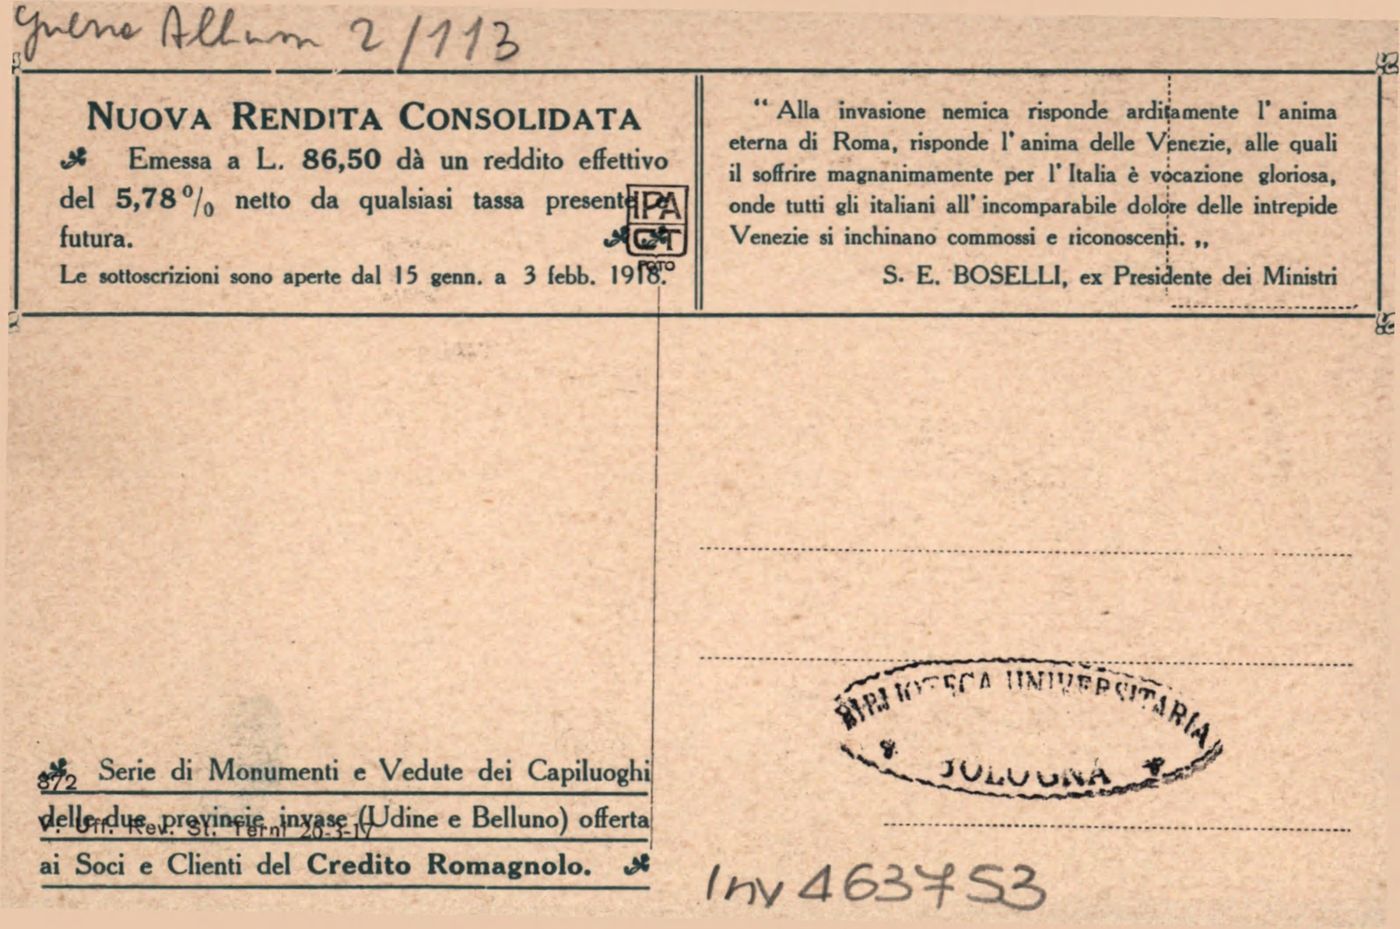 Guerra Album 2/113
NUOVA RENDITA CONSOLIDATA
Emessa a L. 86,50 dà un reddito effettivo
del 5,78% netto da qualsiasi tassa presente e
futura.
Le sottoscrizioni sono aperte dal 15 genn. a 3 febb. 1918.
IPA
CT
FOTO
“ Alla invasione nemica risponde arditamente l' anima
eterna di Roma, risponde l' anima delle Venezie, alle quali
il soffrire magnanimamente per l' Italia è vocazione gloriosa,
onde tutti gli italiani all' incomparabile dolore delle intrepide
Venezie si inchinano commossi e riconoscenti. „
S. E. BOSELLI, ex Presidente dei Ministri
872
Serie di Monumenti e Vedute dei Capiluoghi
delle due provincie invase (Udine e Belluno) offerta
V. Uff. Rev. St. Terni 20-3-17
ai Soci e Clienti del Credito Romagnolo.
BIBLIOTECA UNIVERSITARIA
BOLOGNA
Inv 463753